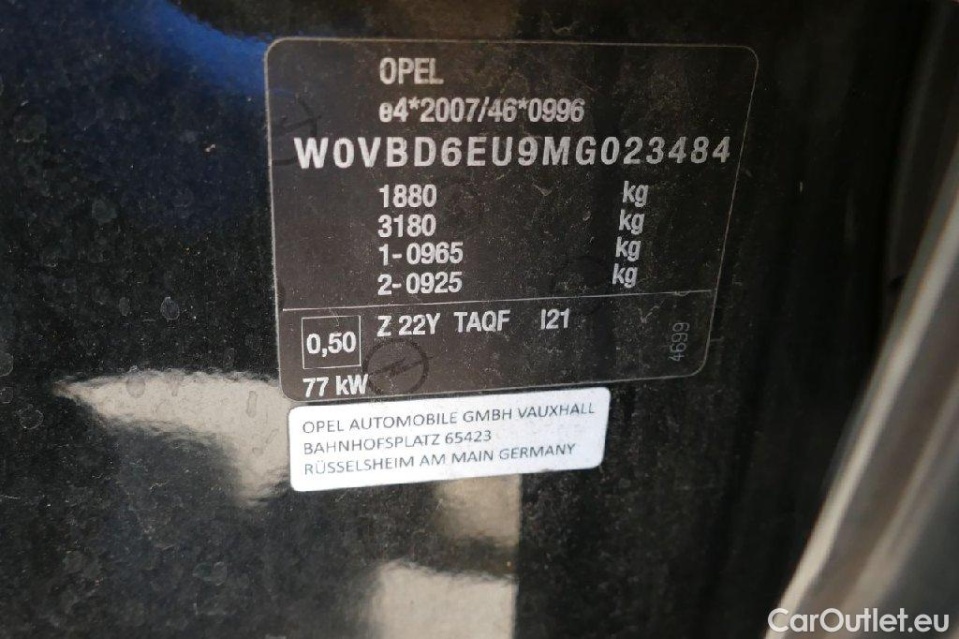 OPEL
e4*2007/46*0996
W0VBD6EU9MG023484
1880 kg
3180 kg
1-0965 kg
2-0925 kg
0,50 Z 22Y TAQF I21
4699
77 kW
OPEL AUTOMOBILE GMBH VAUXHALL
BAHNHOFSPLATZ 65423
RÜSSELSHEIM AM MAIN GERMANY
CarOutlet.eu